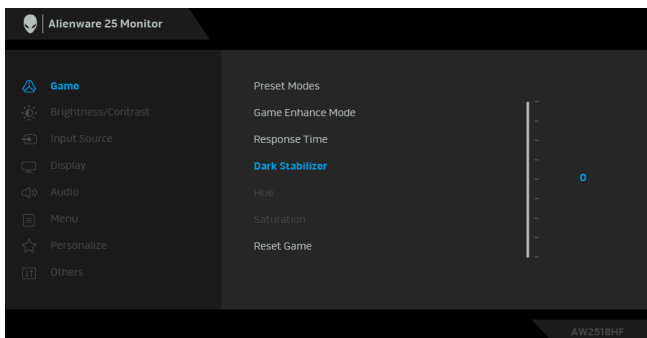 Alienware 25 Monitor
Game
Brightness/Contrast
Input Source
Display
Audio
Menu
Personalize
Others
Preset Modes
Game Enhance Mode
Response Time
Dark Stabilizer
Hue
Saturation
Reset Game
0
AW2518HF